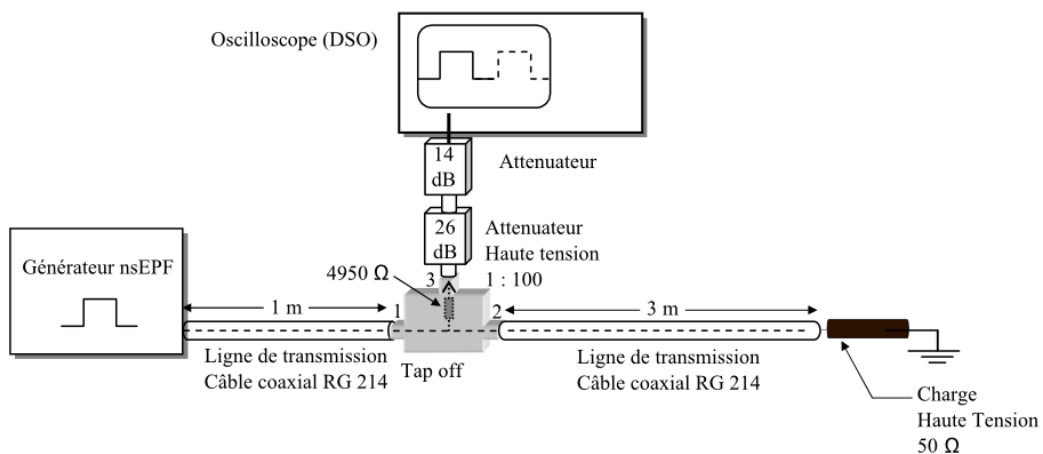 Oscilloscope (DSO)
14
dB
Attenuateur
26
dB
Attenuateur
Haute tension
1 : 100
4950 Ω
3
Générateur nsEPF
1 m
1
2
3 m
Ligne de transmission
Câble coaxial RG 214
Tap off
Ligne de transmission
Câble coaxial RG 214
Charge
Haute Tension
50 Ω